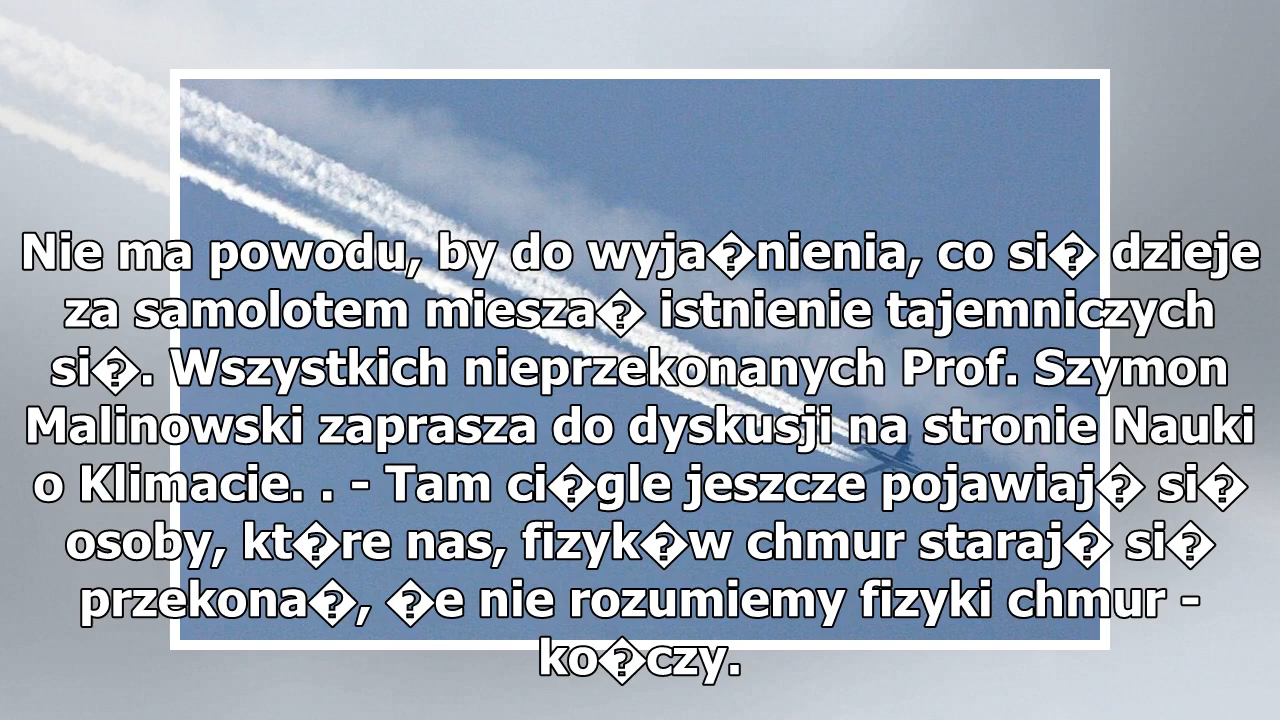 Nie ma powodu, by do wyja�nienia, co si� dzieje
za samolotem miesza� istnienie tajemniczych
si�. Wszystkich nieprzekonanych Prof. Szymon
Malinowski zaprasza do dyskusji na stronie Nauki
o Klimacie. . - Tam ci�gle jeszcze pojawiaj� si�
osoby, kt�re nas, fizyk�w chmur staraj� si�
przekona�, �e nie rozumiemy fizyki chmur -
ko�czy.